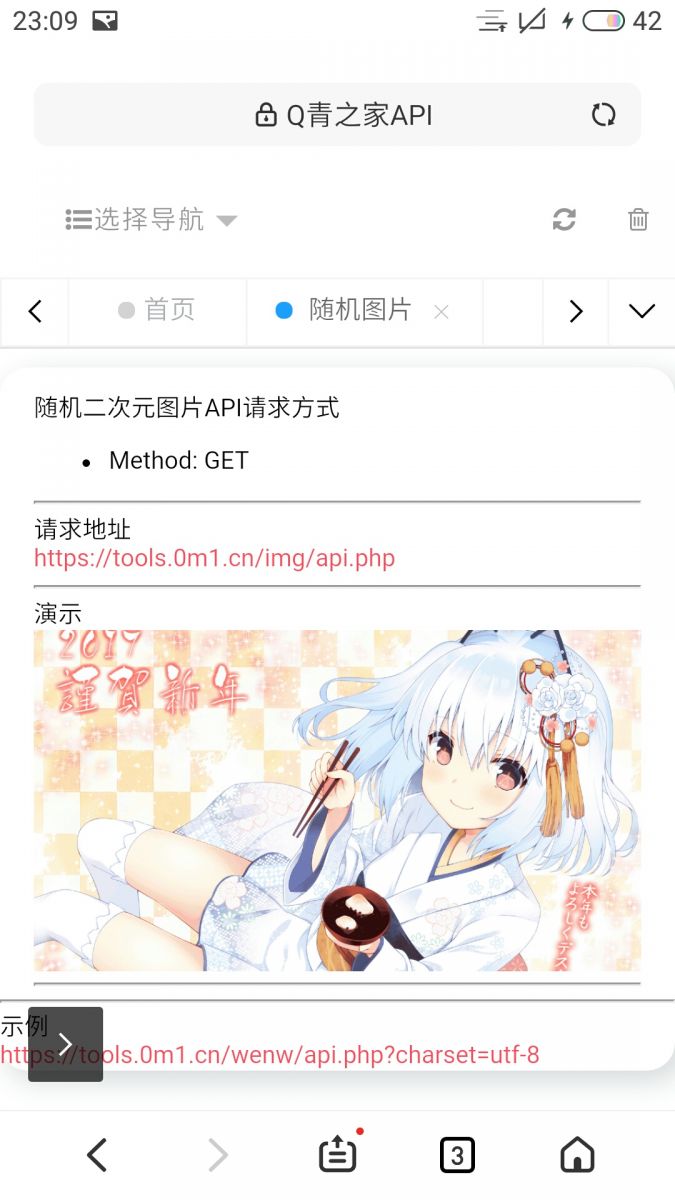 23:09
42
Q青之家API
选择导航
首页
随机图片
随机二次元图片API请求方式
Method: GET
请求地址
https://tools.0m1.cn/img/api.php
演示
2017
謹賀新年
本年も
よろしくデス
示例
https://tools.0m1.cn/wenw/api.php?charset=utf-8
3